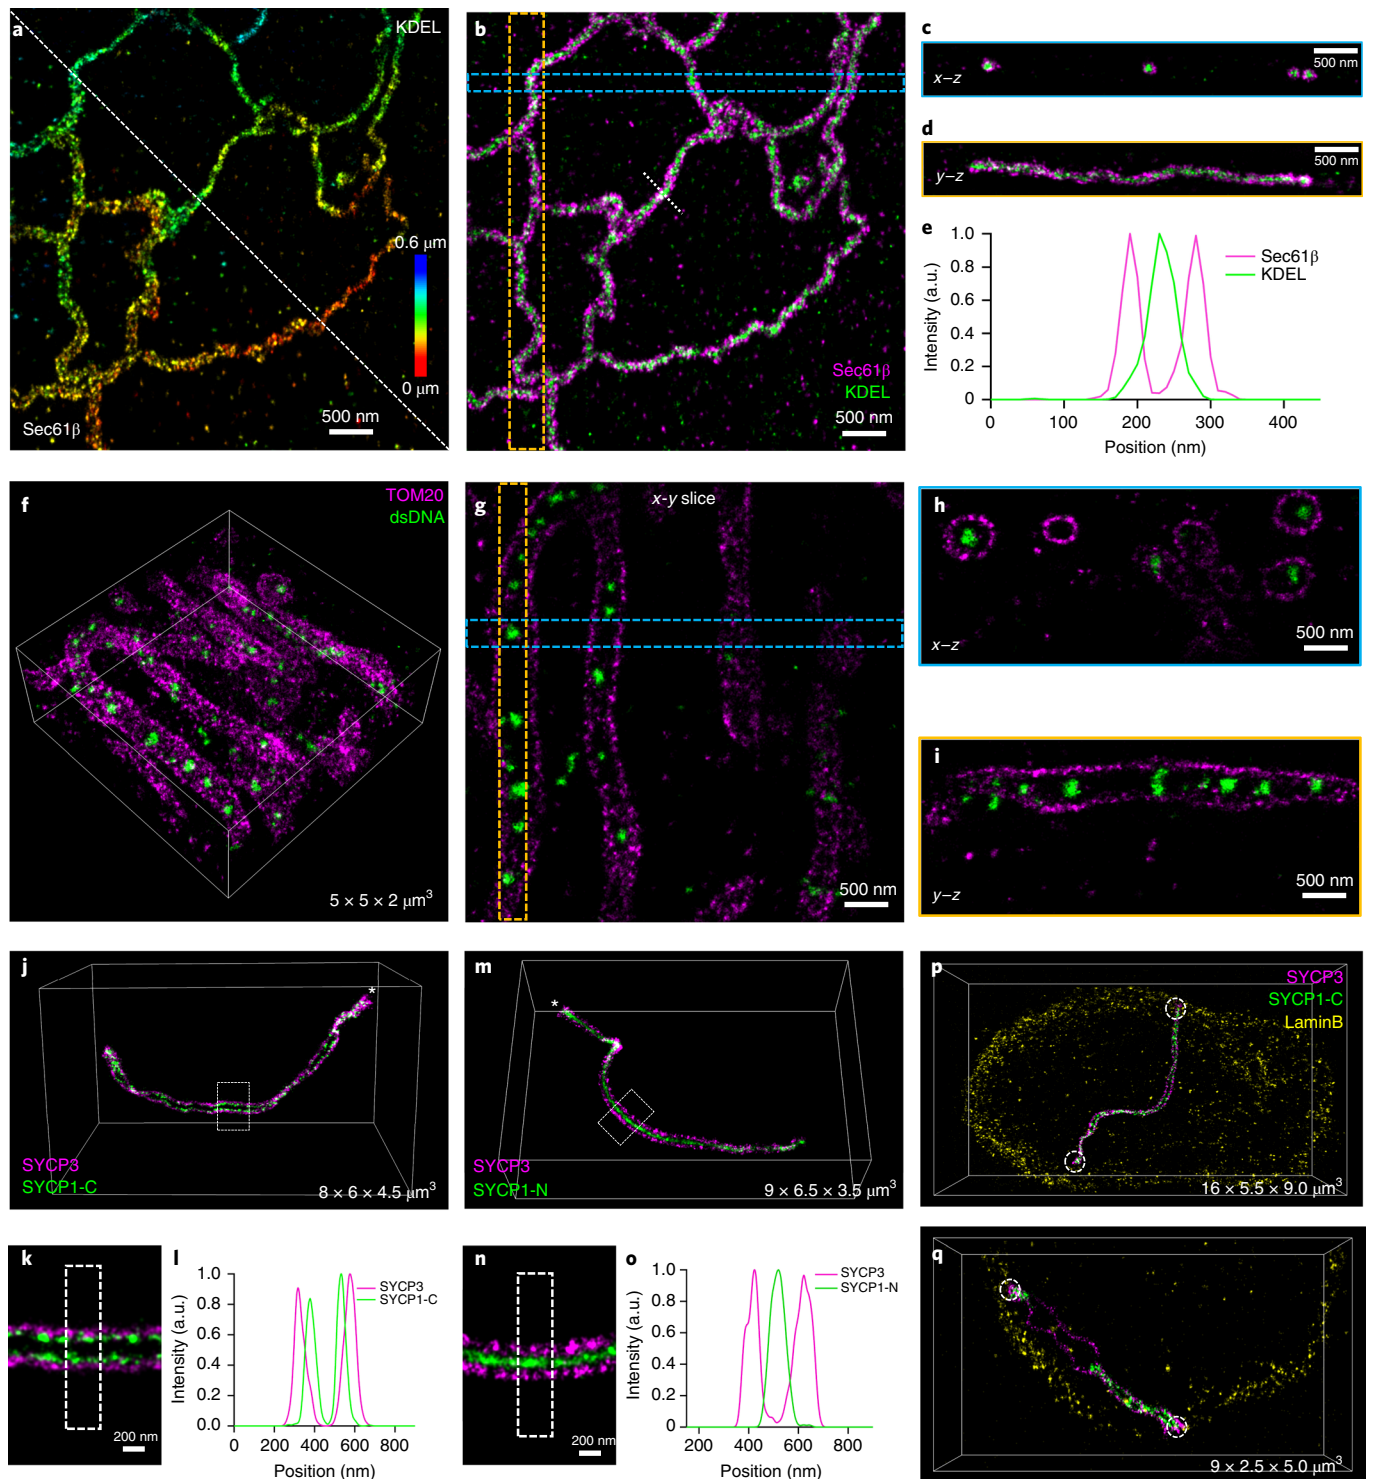 a
KDEL
0.6 μm
0 μm
Sec61β
500 nm
b
Sec61β
KDEL
500 nm
c
500 nm
x–z
d
500 nm
y–z
e
1.0
0.8
0.6
0.4
0.2
0
Intensity (a.u.)
Sec61β
KDEL
0 100 200 300 400
Position (nm)
f
TOM20
dsDNA
5 × 5 × 2 μm³
g
x-y slice
500 nm
h
500 nm
x–z
i
500 nm
y–z
j
*
SYCP3
SYCP1-C
8 × 6 × 4.5 μm³
m
*
SYCP3
SYCP1-N
9 × 6.5 × 3.5 μm³
p
SYCP3
SYCP1-C
LaminB
16 × 5.5 × 9.0 μm³
k
200 nm
l
1.0
0.8
0.6
0.4
0.2
0.0
Intensity (a.u.)
SYCP3
SYCP1-C
0 200 400 600 800
Position (nm)
n
200 nm
o
1.0
0.8
0.6
0.4
0.2
0
Intensity (a.u.)
SYCP3
SYCP1-N
200 400 600 800
Position (nm)
q
9 × 2.5 × 5.0 μm³